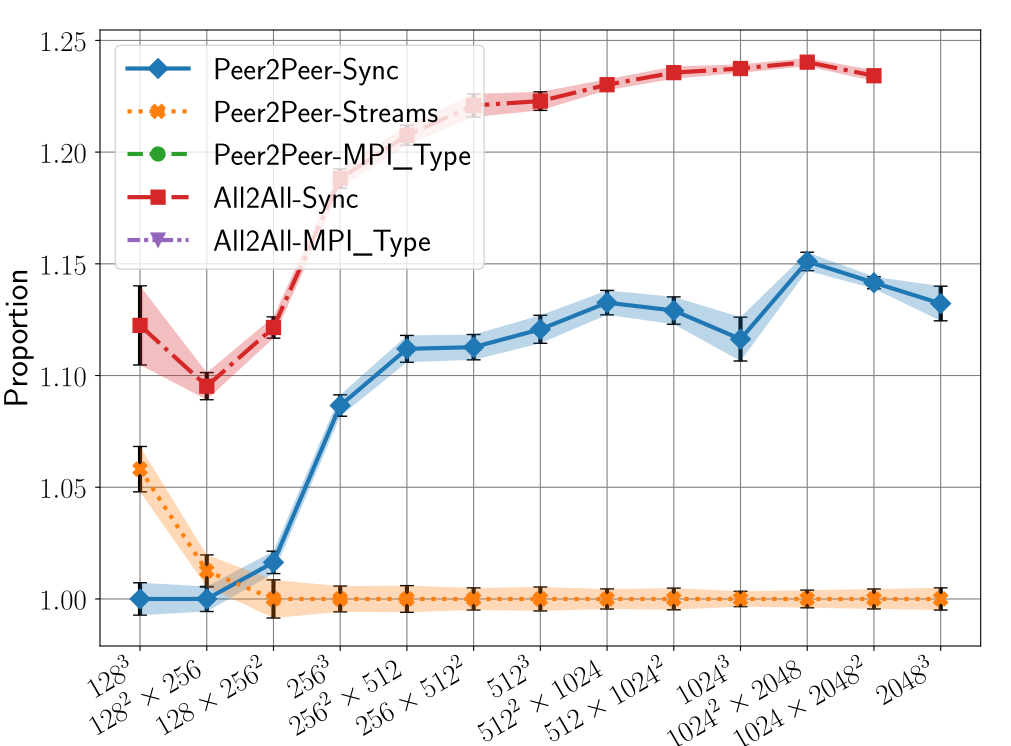 1.25
1.20
1.15
1.10
1.05
1.00
Proportion
Peer2Peer-Sync
Peer2Peer-Streams
Peer2Peer-MPI_Type
All2All-Sync
All2All-MPI_Type
128³
128² × 256
128 × 256²
256³
256² × 512
256 × 512²
512³
512² × 1024
512 × 1024²
1024³
1024² × 2048
1024 × 2048²
2048³